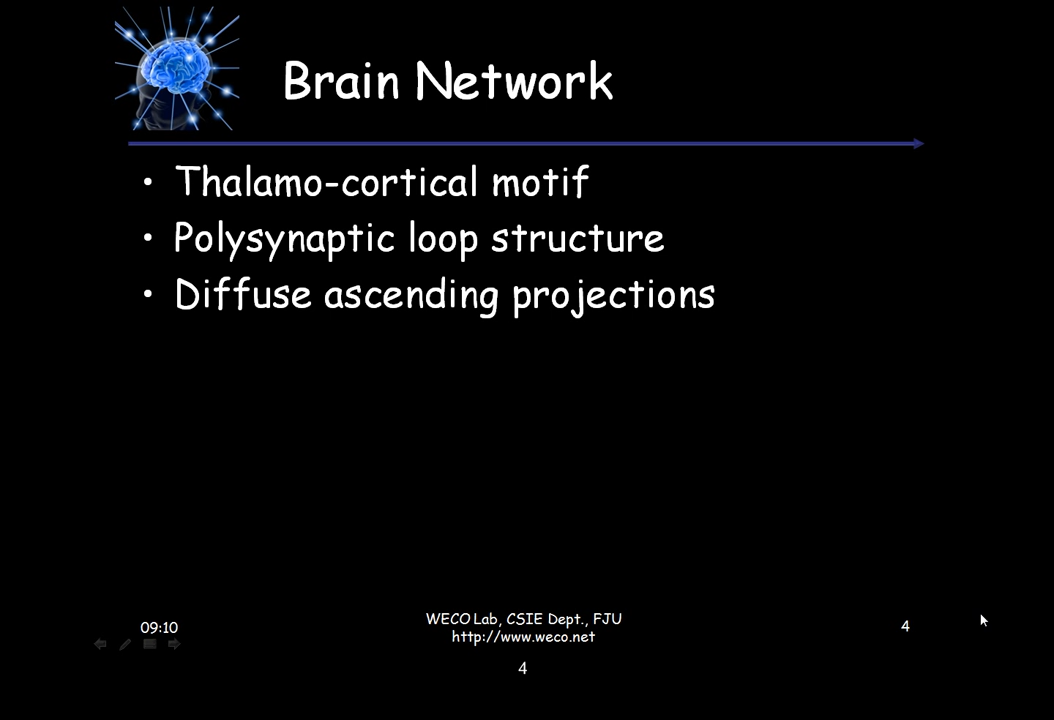 Brain Network
• Thalamo-cortical motif
• Polysynaptic loop structure
• Diffuse ascending projections
09:10
WECO Lab, CSIE Dept., FJU
http://www.weco.net
4
4